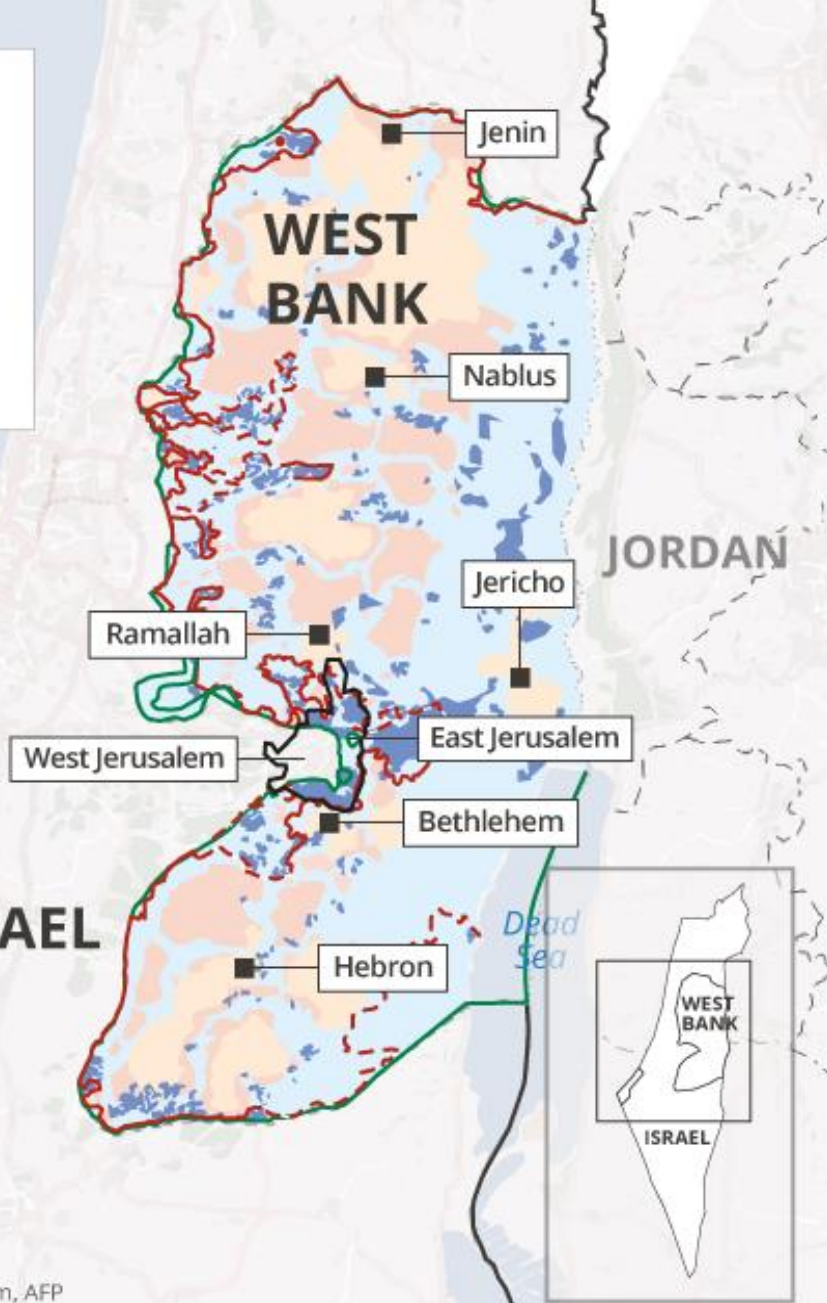 Jenin
WEST
BANK
Nablus
JORDAN
Jericho
Ramallah
East Jerusalem
West Jerusalem
Bethlehem
AEL
Dead
Sea
Hebron
WEST
BANK
ISRAEL
m, AFP